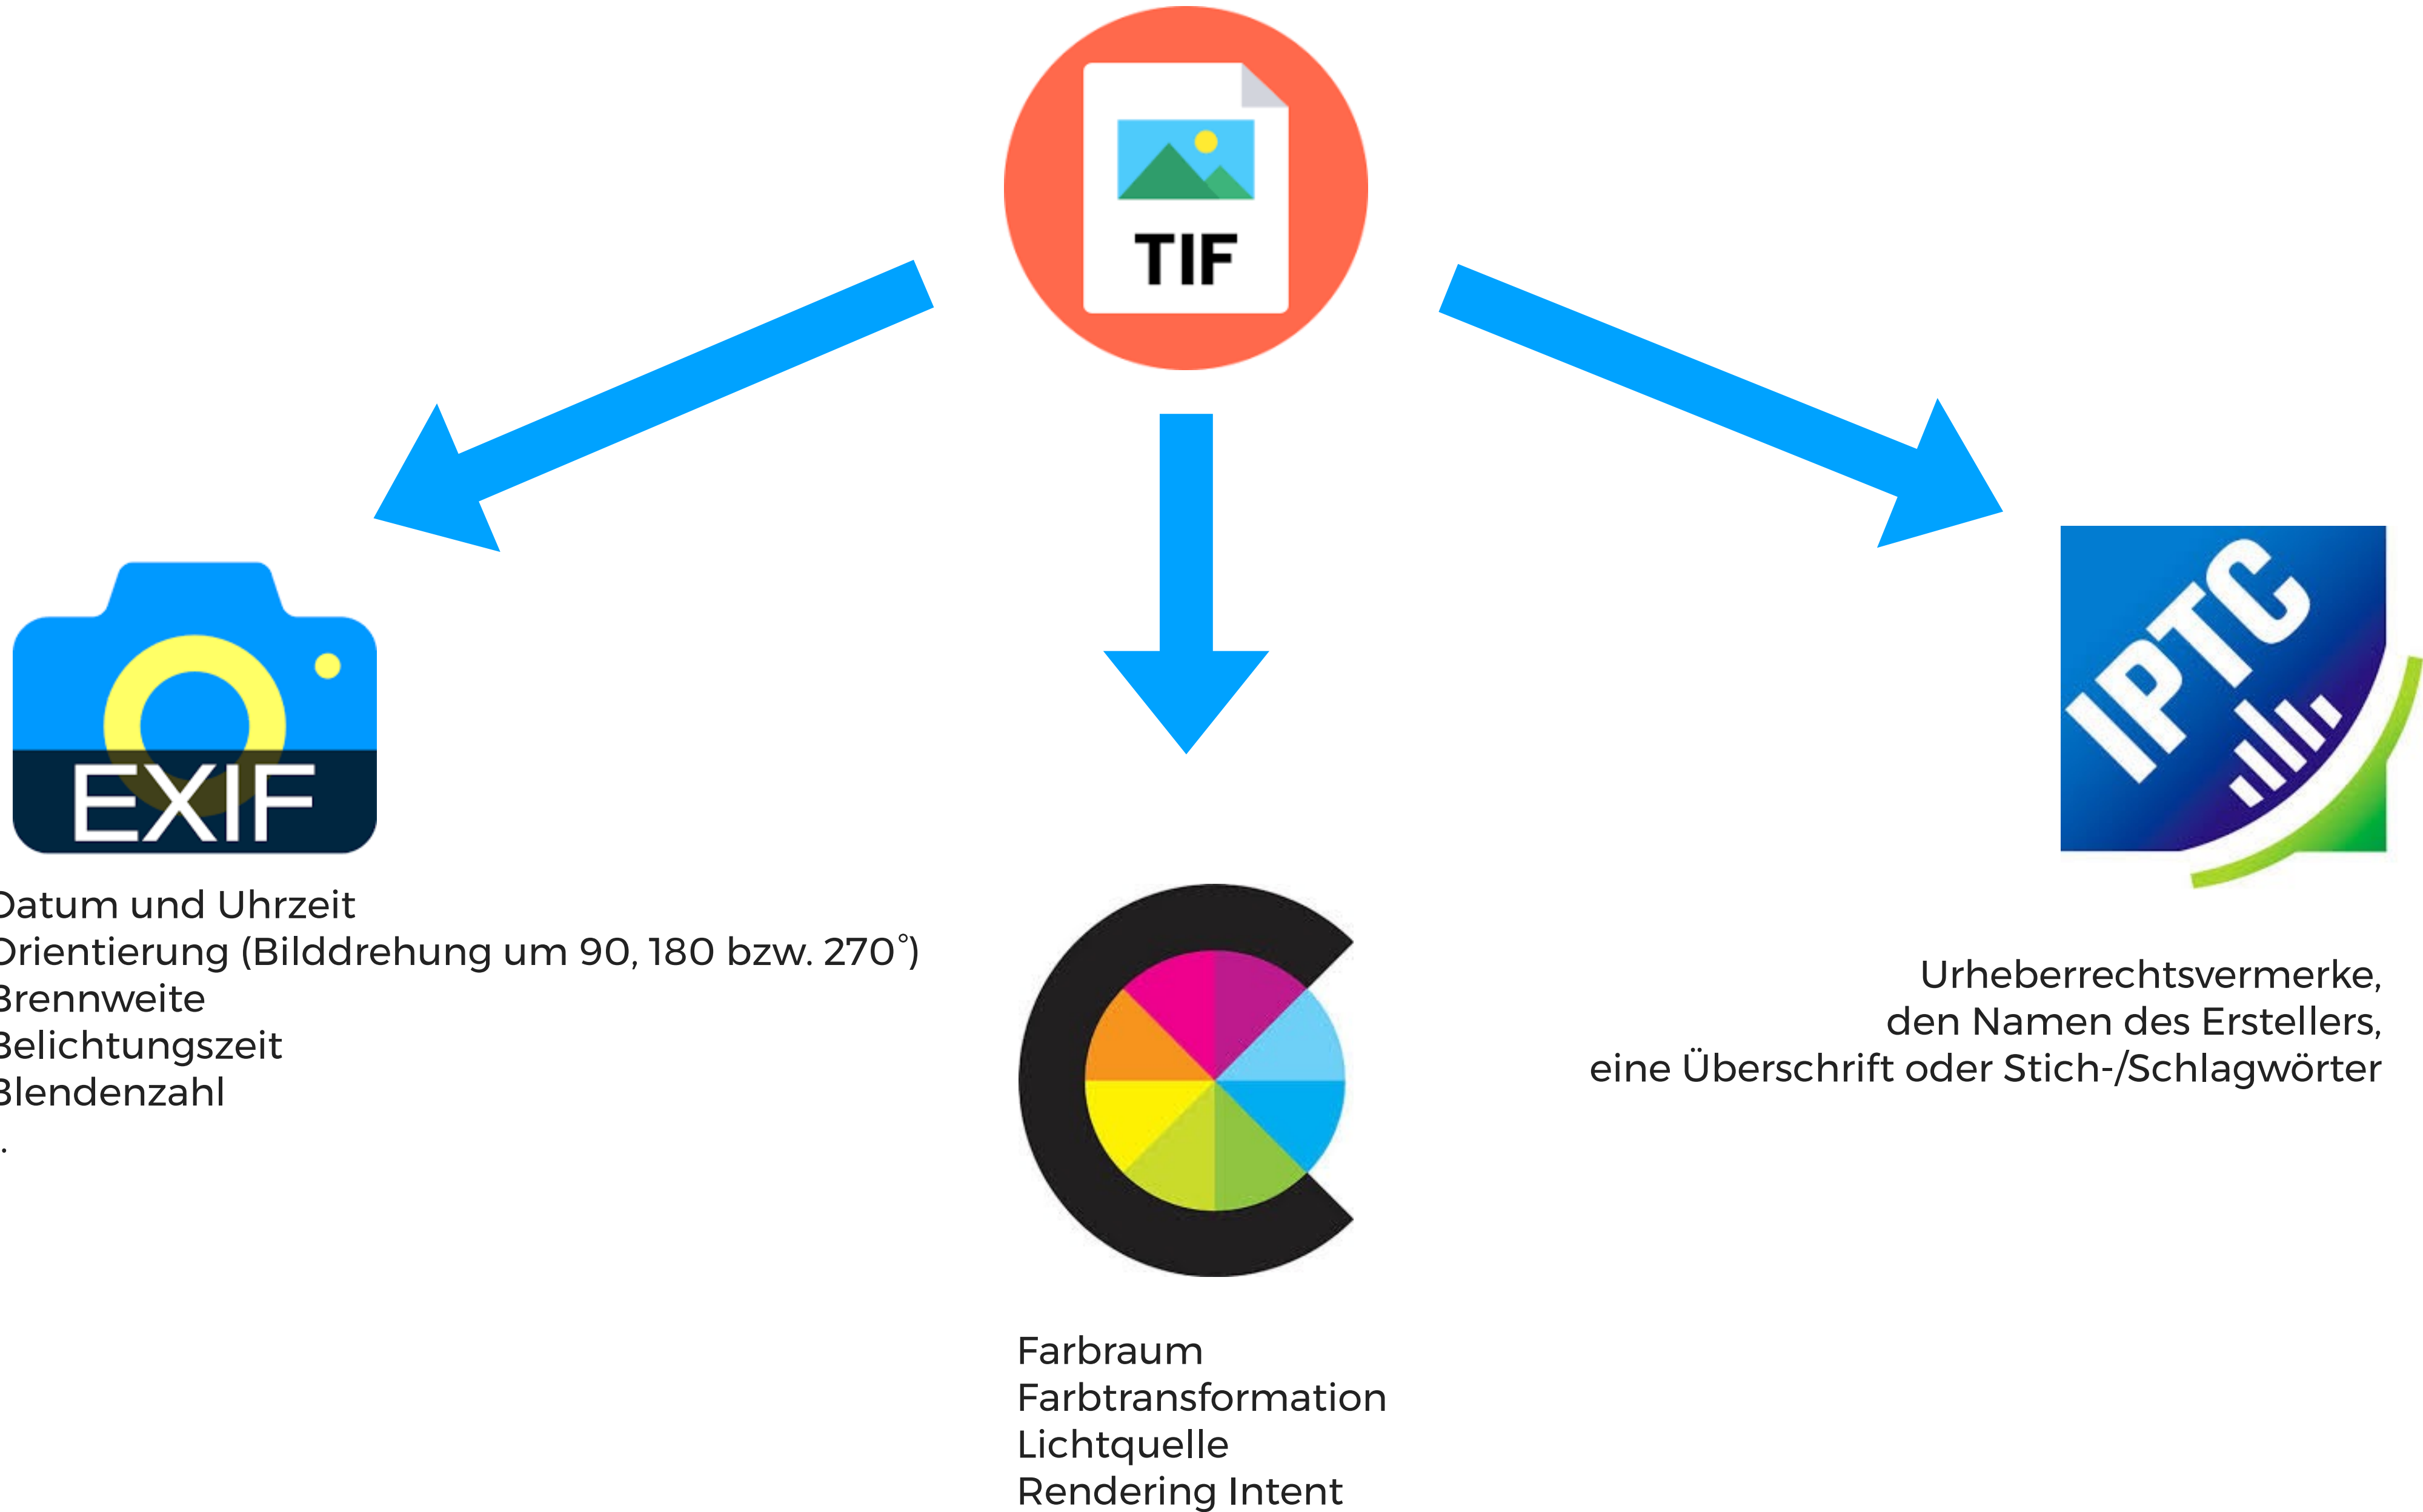 TIF
EXIF
IPTC
Datum und Uhrzeit
Orientierung (Bilddrehung um 90, 180 bzw. 270°)
Brennweite
Belichtungszeit
Blendenzahl
.
Urheberrechtsvermerke,
den Namen des Erstellers,
eine Überschrift oder Stich-/Schlagwörter
Farbraum
Farbtransformation
Lichtquelle
Rendering Intent